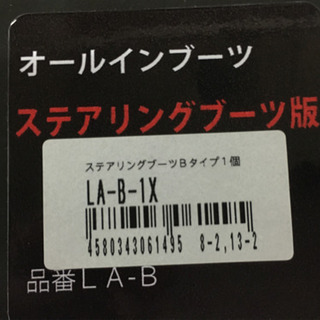 オールインブーツ
ステアリングブーツ版
ステアリングブーツBタイプ1個
LA-B-1X
4580343061495 8-2,13-2
品番LA-B